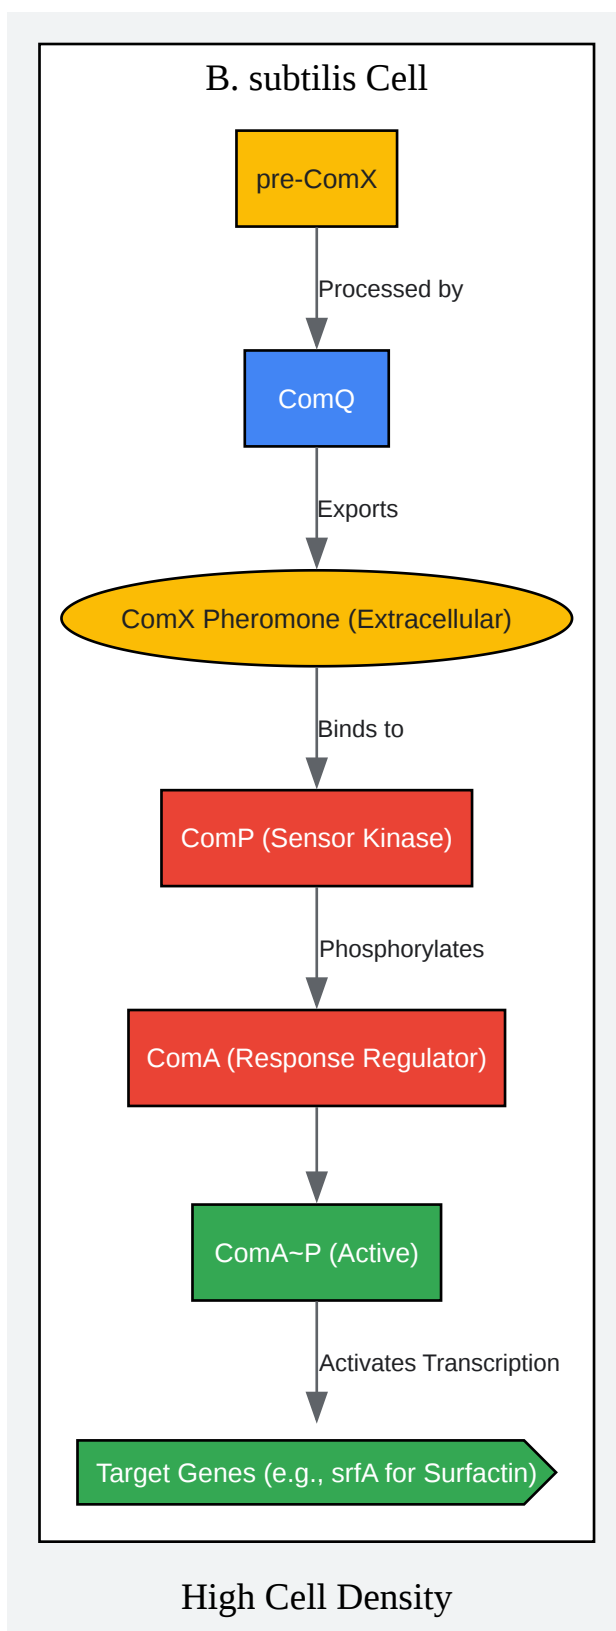 B. subtilis Cell
pre-ComX
Processed by
ComQ
Exports
ComX Pheromone (Extracellular)
Binds to
ComP (Sensor Kinase)
Phosphorylates
ComA (Response Regulator)
ComA~P (Active)
Activates Transcription
Target Genes (e.g., srfA for Surfactin)
High Cell Density